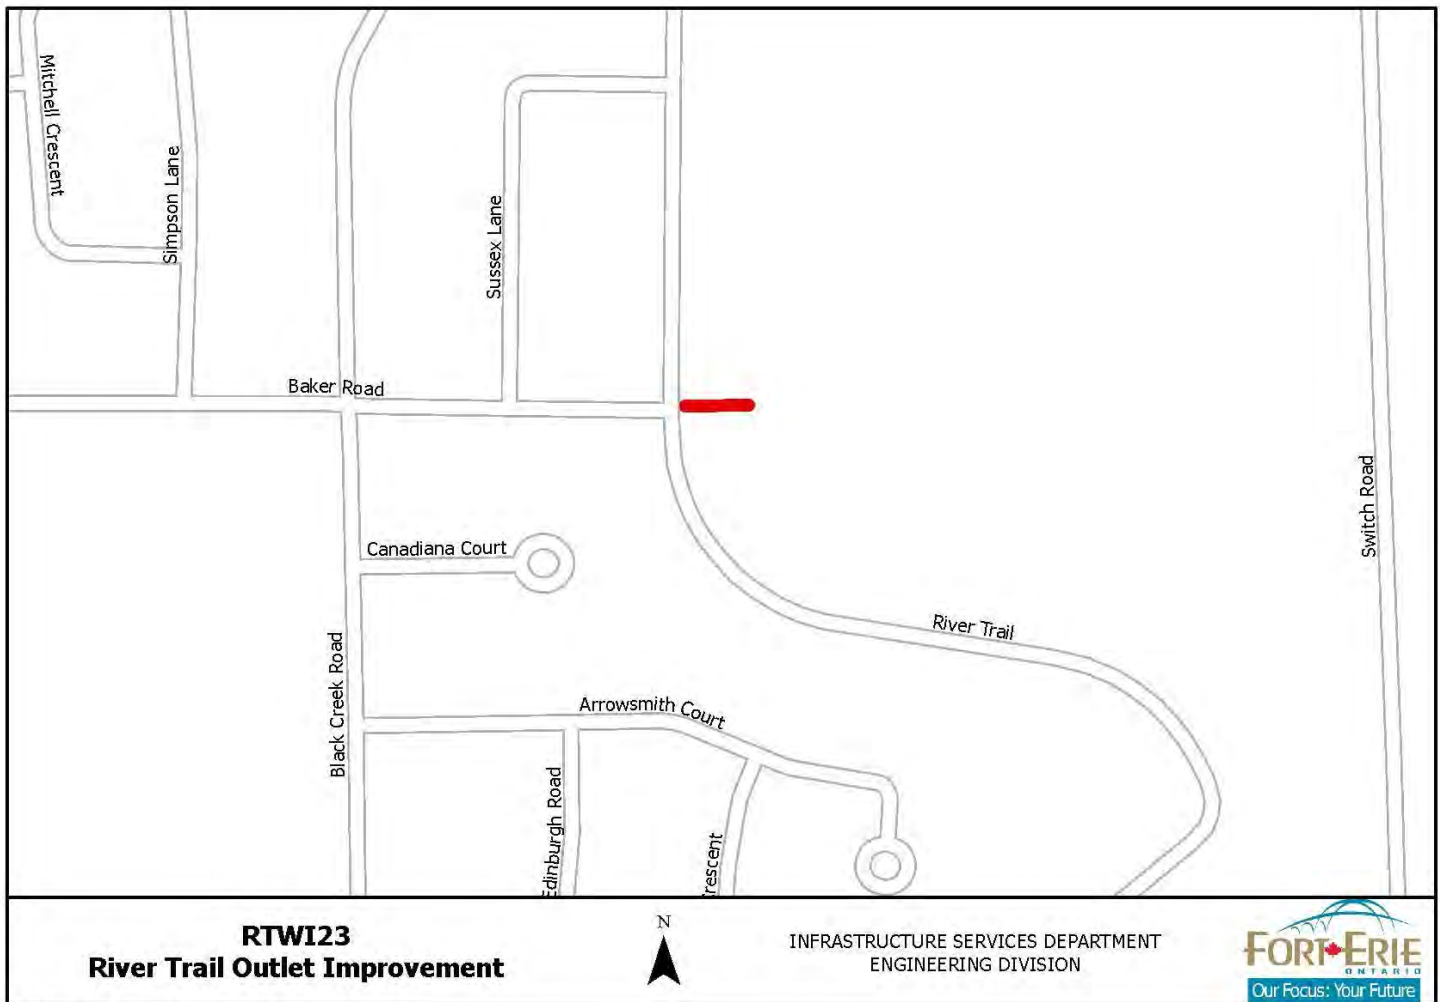 Mitchell Crescent
Simpson Lane
Sussex Lane
Baker Road
Switch Road
Canadiana Court
River Trail
Black Creek Road
Arrowsmith Court
Edinburgh Road
rescent
RTWI23
River Trail Outlet Improvement
N
INFRASTRUCTURE SERVICES DEPARTMENT
ENGINEERING DIVISION
FORT ERIE
ONTARIO
Our Focus: Your Future